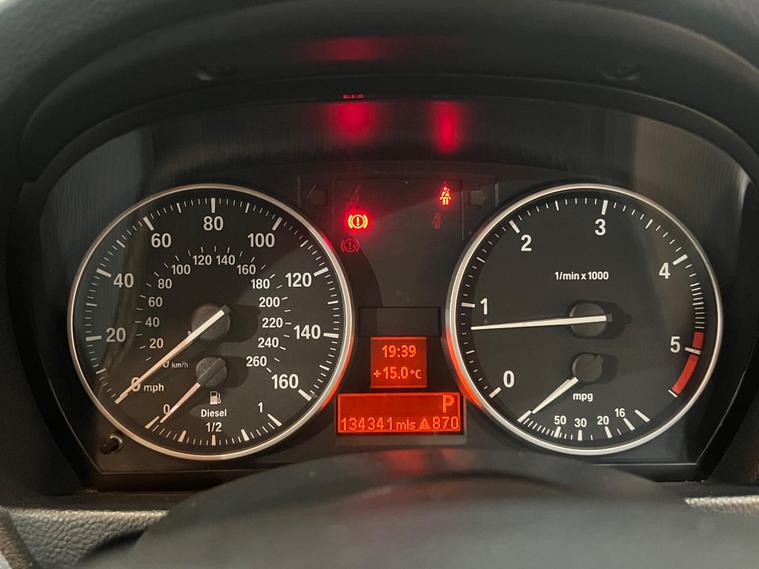 0 20 40 60 80 100 120 140 160
mph
0 20 40 60 80 100 120 140 160 180 200 220 240 260
km/h
0 1/2 1
Diesel
19:39
+15.0°C
P
134341 mls 870
0 1 2 3 4 5
1/min x 1000
50 30 20 16
mpg